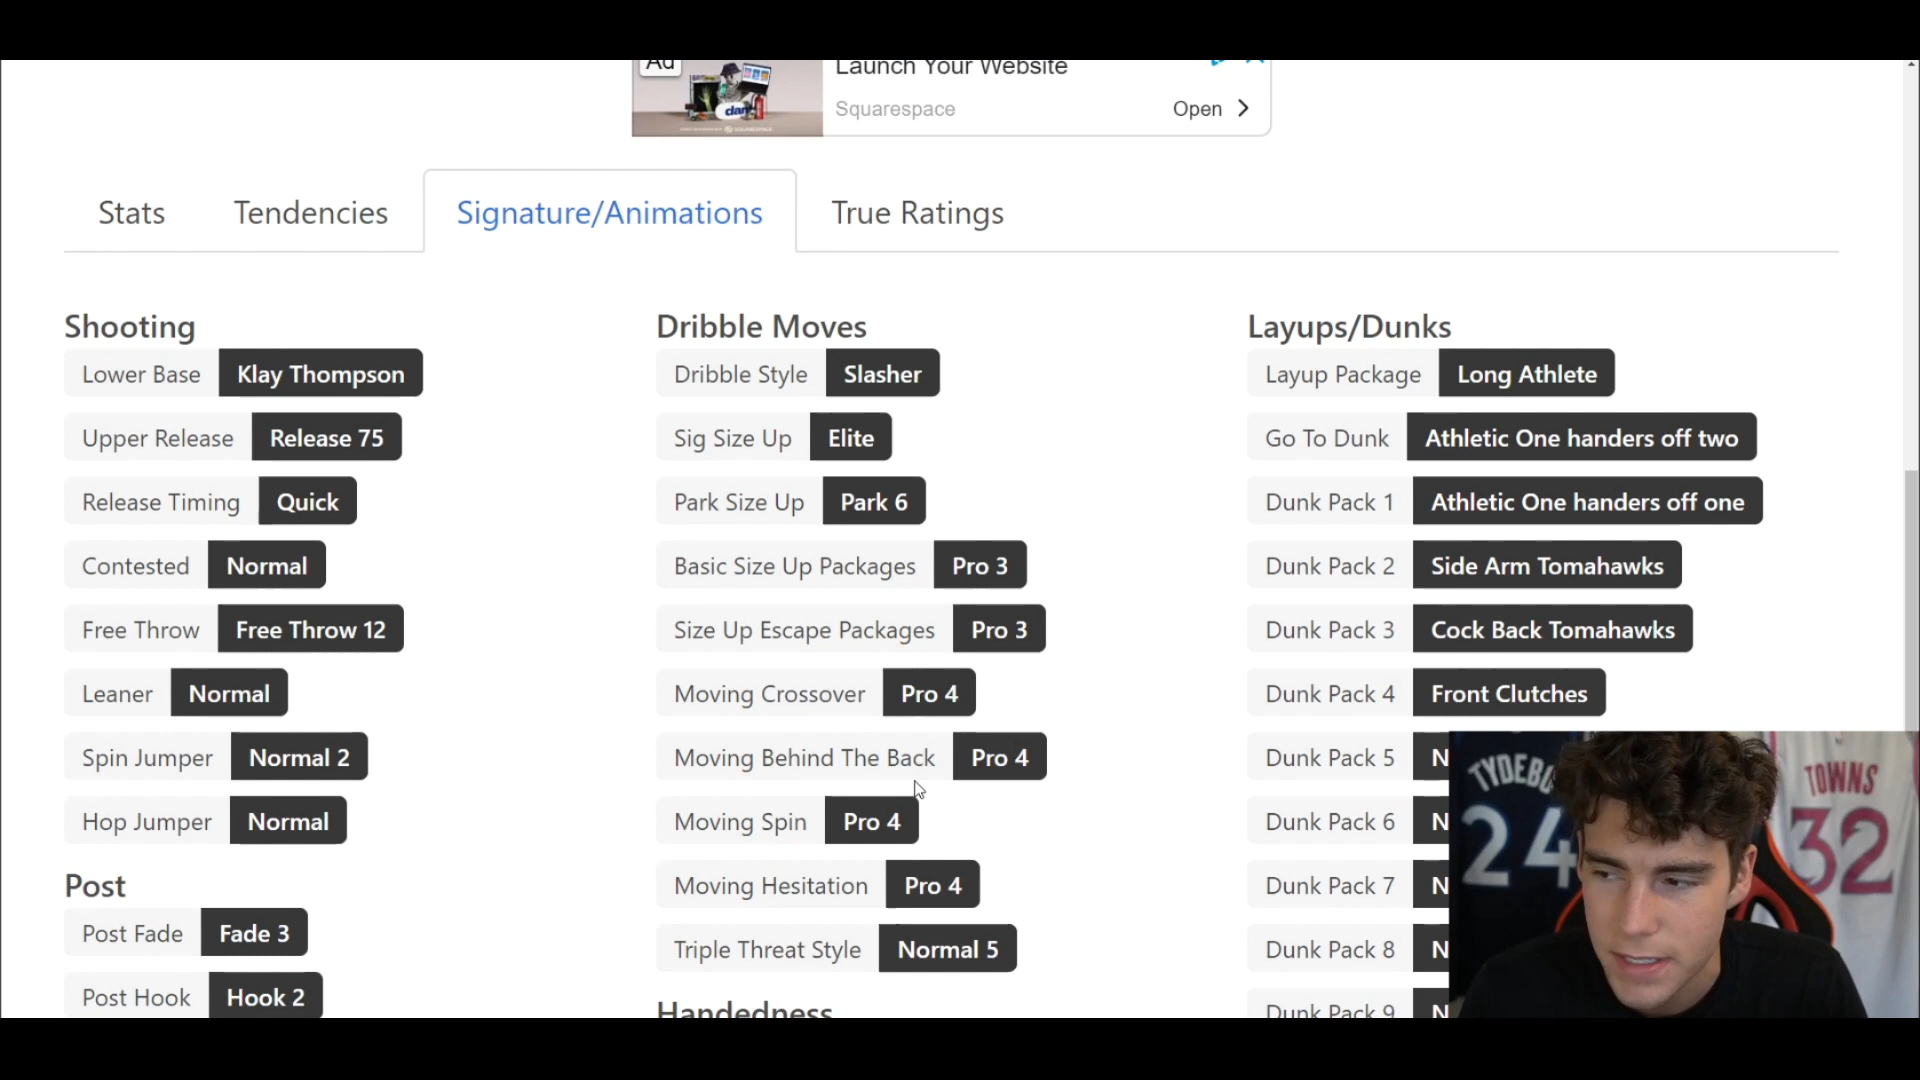 Ad
Launch Your Website
Squarespace
Open
Stats
Tendencies
Signature/Animations
True Ratings
Shooting
Lower Base Klay Thompson
Upper Release Release 75
Release Timing Quick
Contested Normal
Free Throw Free Throw 12
Leaner Normal
Spin Jumper Normal 2
Hop Jumper Normal
Post
Post Fade Fade 3
Post Hook Hook 2
Dribble Moves
Dribble Style Slasher
Sig Size Up Elite
Park Size Up Park 6
Basic Size Up Packages Pro 3
Size Up Escape Packages Pro 3
Moving Crossover Pro 4
Moving Behind The Back Pro 4
Moving Spin Pro 4
Moving Hesitation Pro 4
Triple Threat Style Normal 5
Handedness
Layups/Dunks
Layup Package Long Athlete
Go To Dunk Athletic One handers off two
Dunk Pack 1 Athletic One handers off one
Dunk Pack 2 Side Arm Tomahawks
Dunk Pack 3 Cock Back Tomahawks
Dunk Pack 4 Front Clutches
Dunk Pack 5 N
Dunk Pack 6 N
Dunk Pack 7 N
Dunk Pack 8 N
Dunk Pack 9 N
24
TOWNS
32